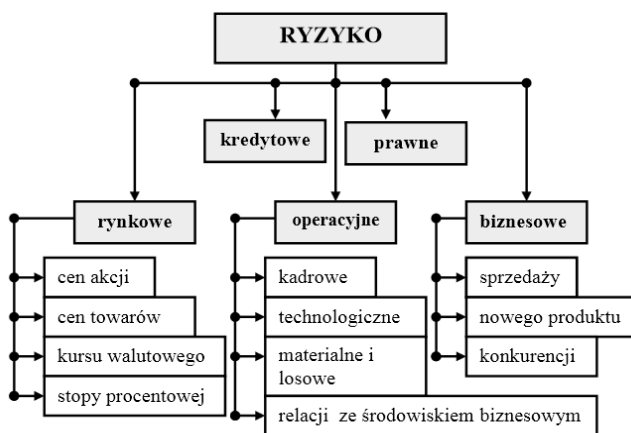 RYZYKO
kredytowe
prawne
rynkowe
cen akcji
cen towarów
kursu walutowego
stopy procentowej
operacyjne
kadrowe
technologiczne
materialne i
losowe
relacji ze środowiskiem biznesowym
biznesowe
sprzedaży
nowego produktu
konkurencji